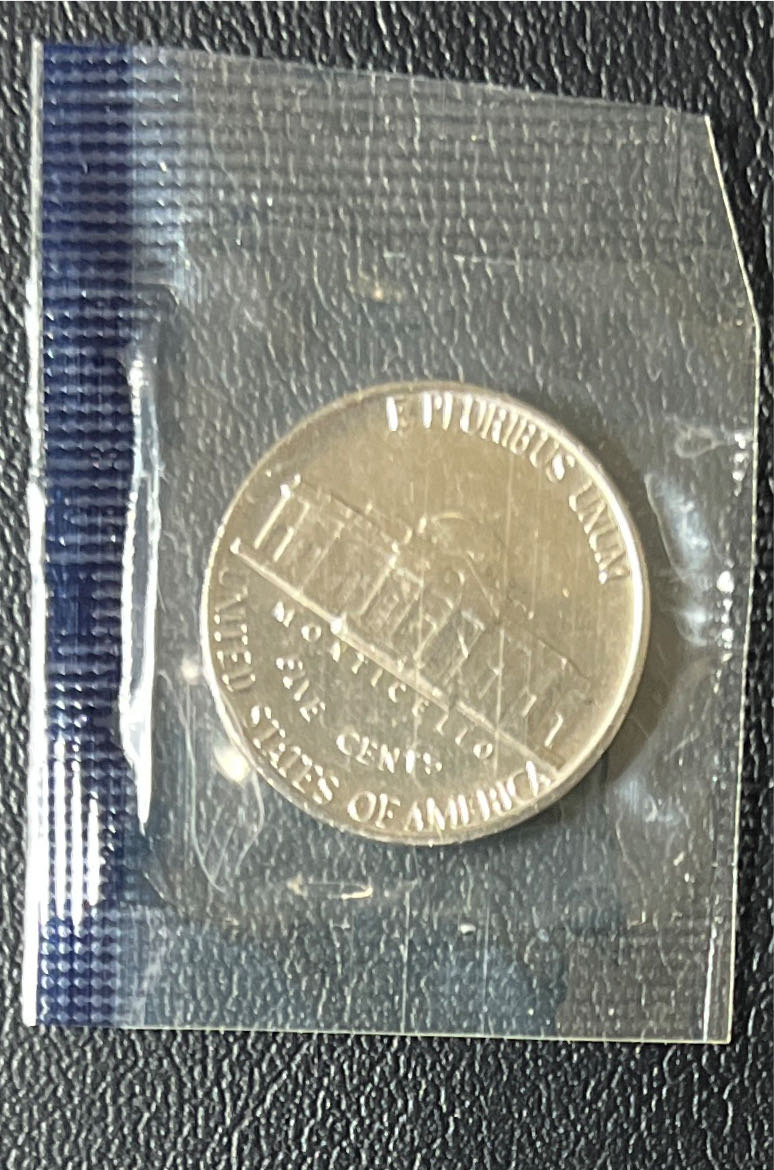 E PLURIBUS UNUM
MONTICELLO
FIVE CENTS
UNITED STATES OF AMERICA